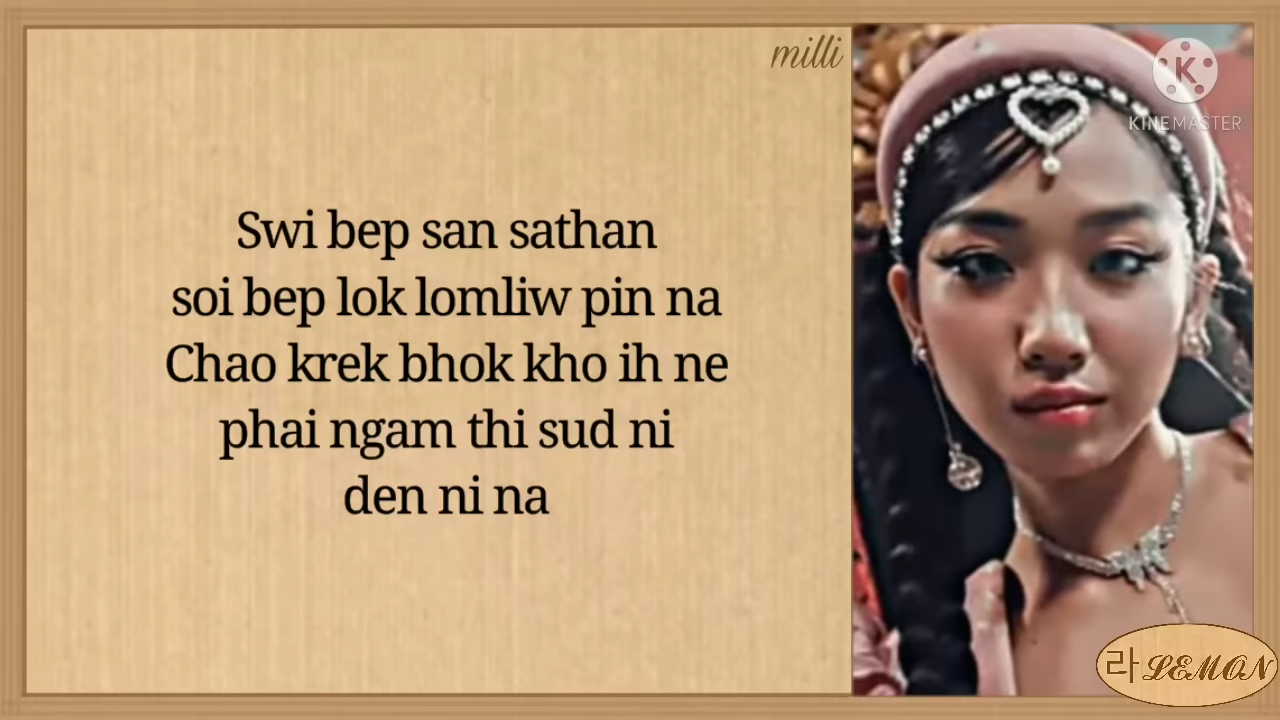 milli
K
KINEMASTER
Swi bep san sathan
soi bep lok lomliw pin na
Chao krek bhok kho ih ne
phai ngam thi sud ni
den ni na
라 LEMON